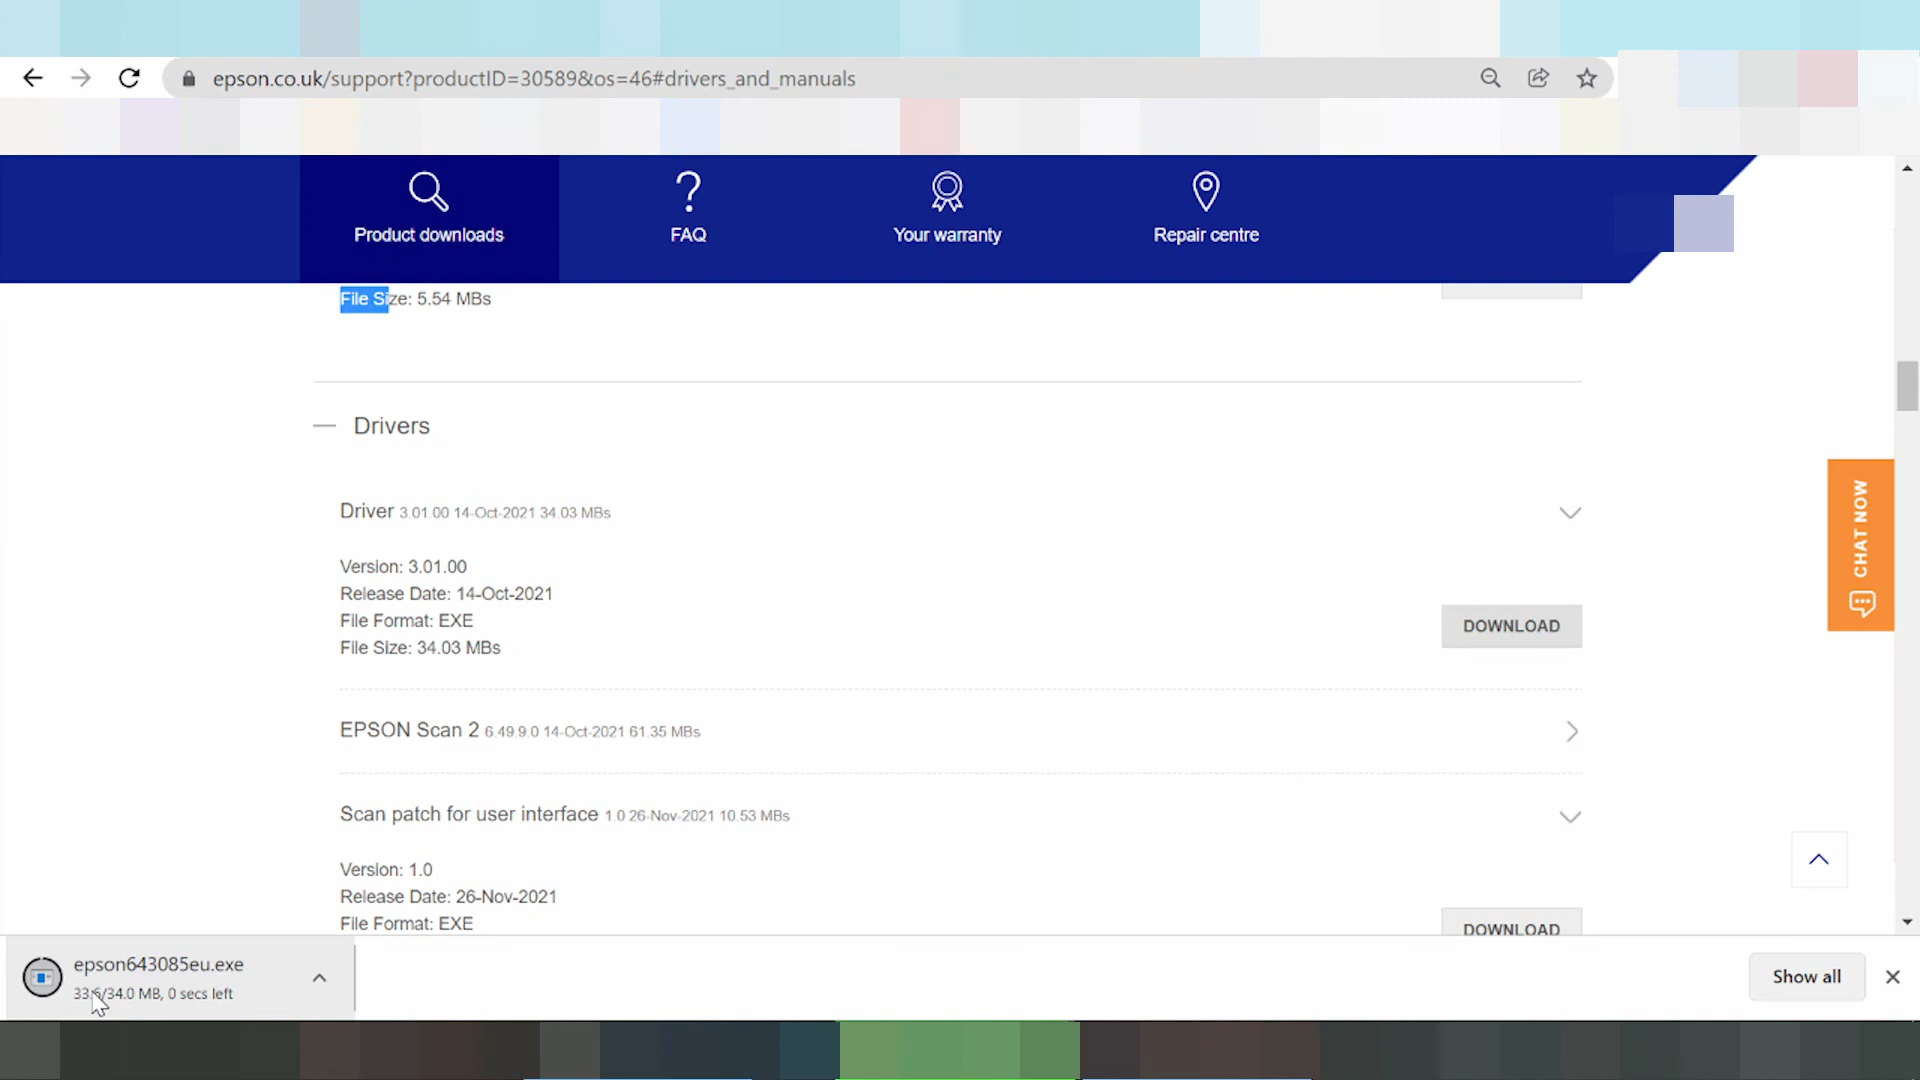 epson.co.uk/support?productID=30589&os=46#drivers_and_manuals
Product downloads
FAQ
Your warranty
Repair centre
File Size: 5.54 MBs
Drivers
Driver 3.01.00 14-Oct-2021 34.03 MBs
Version: 3.01.00
Release Date: 14-Oct-2021
File Format: EXE
File Size: 34.03 MBs
DOWNLOAD
CHAT NOW
EPSON Scan 2 6.49.9.0 14-Oct-2021 61.35 MBs
Scan patch for user interface 1.0 26-Nov-2021 10.53 MBs
Version: 1.0
Release Date: 26-Nov-2021
File Format: EXE
DOWNLOAD
epson643085eu.exe
33.6/34.0 MB, 0 secs left
Show all